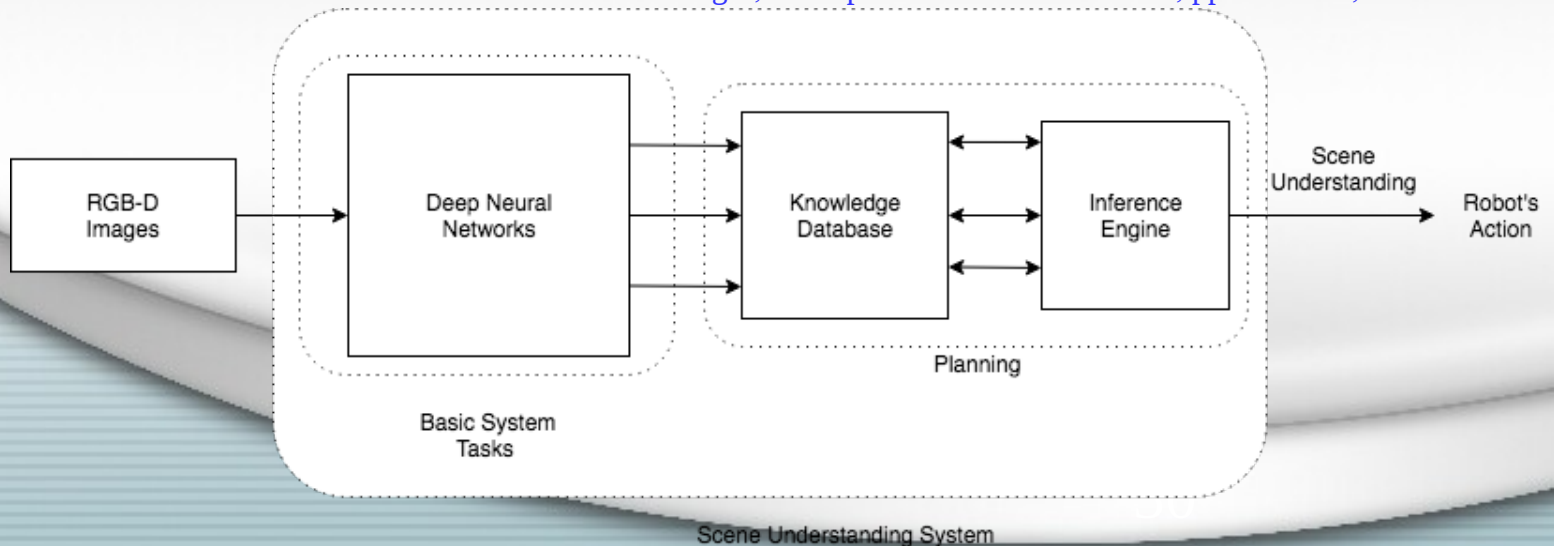 RGB-D
Images
Deep Neural
Networks
Knowledge
Database
Inference
Engine
Scene
Understanding
Robot's
Action
Planning
Basic System
Tasks
Scene Understanding System